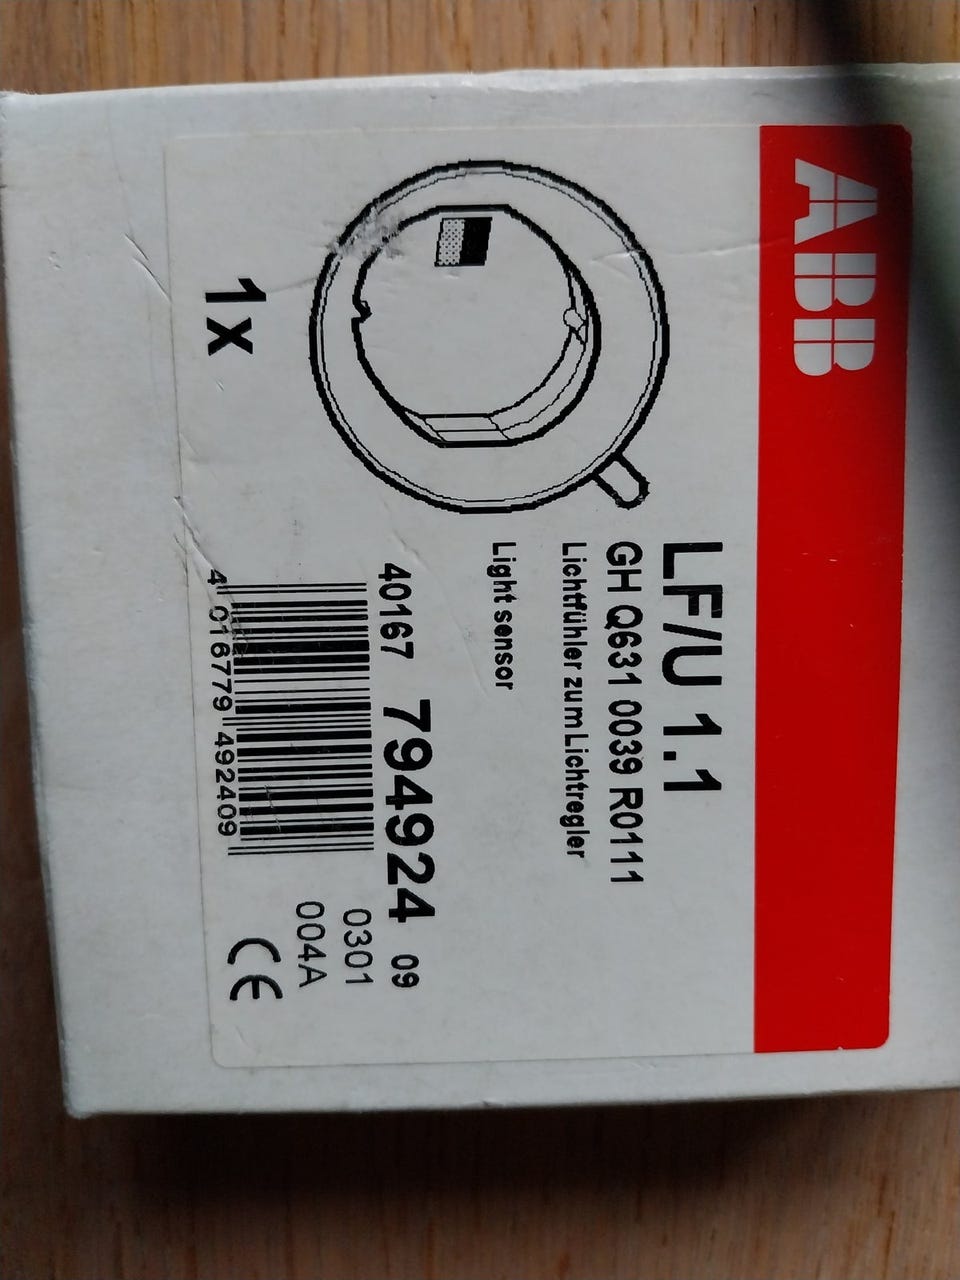 ABB
LF/U 1.1
GH Q631 0039 R0111
Lichtfühler zum Lichtregler
Light sensor
1x
40167 794924 09
0301
004A
4 016779 492409
CE